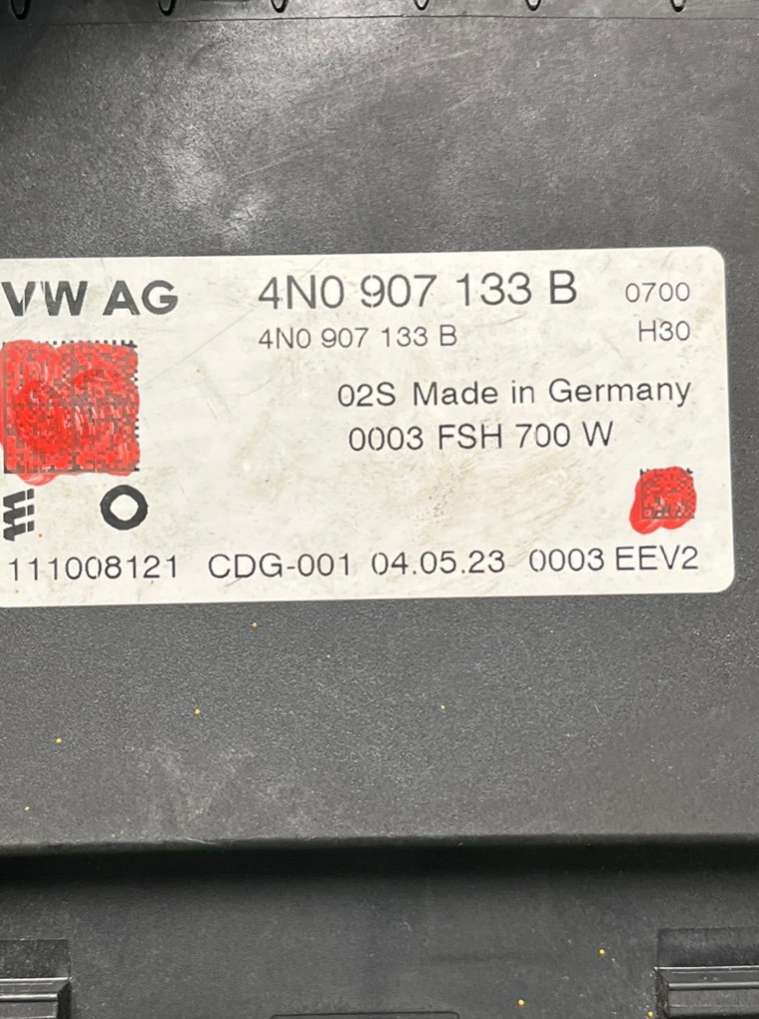 VW AG 4N0 907 133 B 0700
4N0 907 133 B H30
02S Made in Germany
0003 FSH 700 W
111008121 CDG-001 04.05.23 0003 EEV2